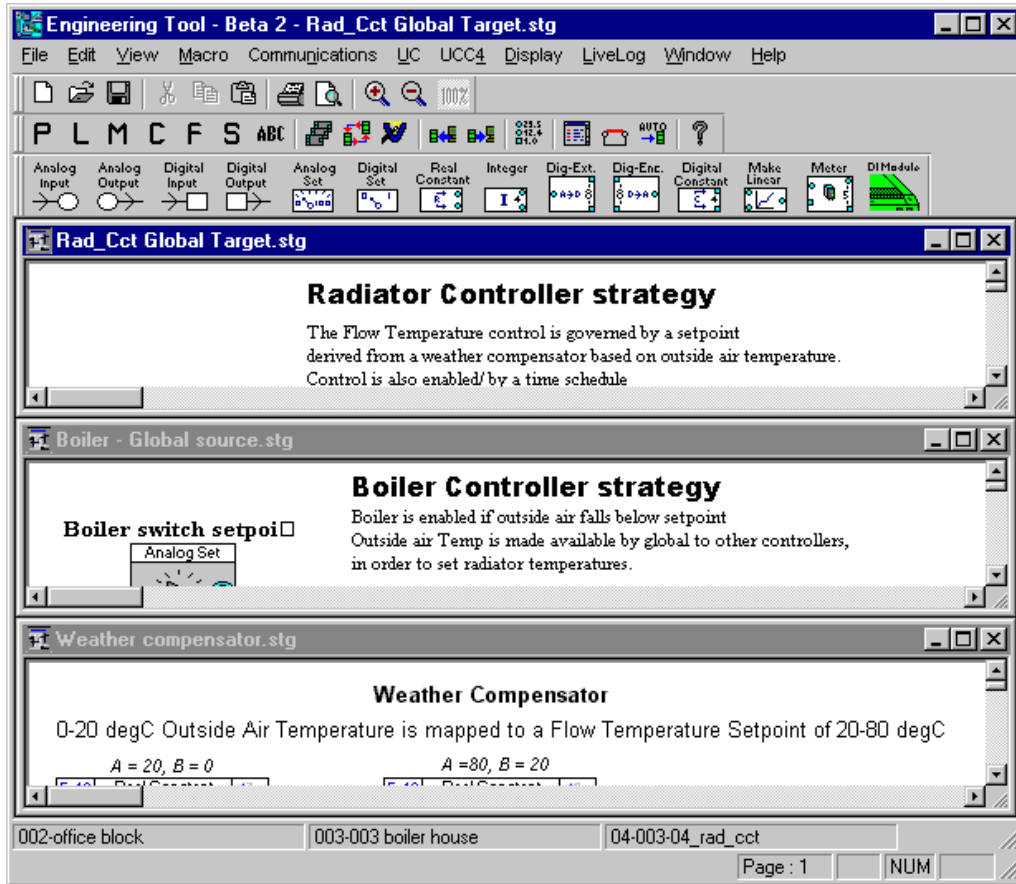 Engineering Tool - Beta 2 - Rad_Cct Global Target.stg
File Edit View Macro Communications UC UCC4 Display LiveLog Window Help
100%
P L M C F S ABC AUTO ?
Analog Input Analog Output Digital Input Digital Output Analog Set Digital Set Real Constant Integer Dig-Ext. Dig-Enc. Digital Constant Make Linear Meter DI Module
Rad_Cct Global Target.stg
Radiator Controller strategy
The Flow Temperature control is governed by a setpoint
derived from a weather compensator based on outside air temperature.
Control is also enabled/ by a time schedule
Boiler - Global source.stg
Boiler Controller strategy
Boiler is enabled if outside air falls below setpoint
Outside air Temp is made available by global to other controllers,
in order to set radiator temperatures.
Boiler switch setpoi
Analog Set
Weather compensator.stg
Weather Compensator
0-20 degC Outside Air Temperature is mapped to a Flow Temperature Setpoint of 20-80 degC
A = 20, B = 0
A =80, B = 20
Real Constant
Real Constant
002-office block
003-003 boiler house
04-003-04_rad_cct
Page : 1
NUM